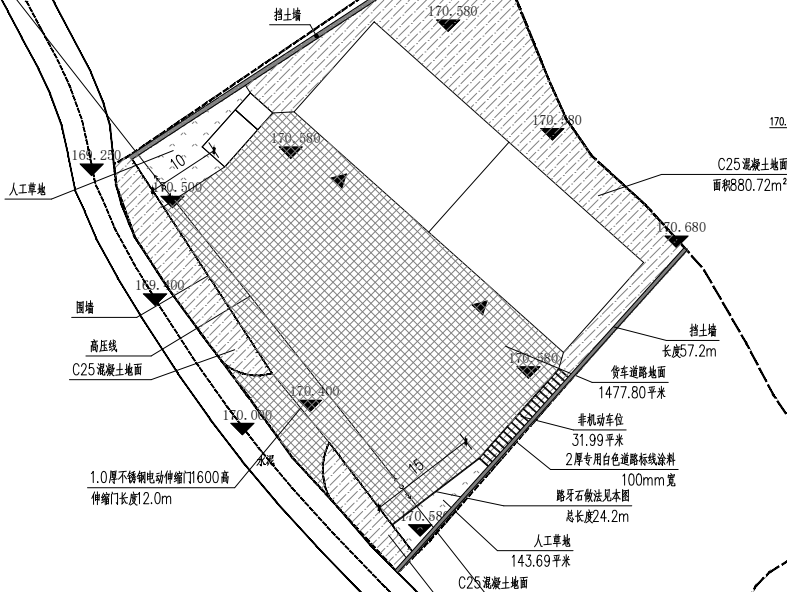 170.580
挡土墙
170.580
170.
170.580
169.250
C25混凝土地面
10
面积880.72m²
人工草地
170.500
170.680
169.400
围墙
挡土墙
高压线
长度57.2m
C25混凝土地面
170.580
货车道路地面
1477.80平米
170.400
170.000
非机动车位
31.99平米
水泥
2厚专用白色道路标线涂料
15
1.0厚不锈钢电动伸缩门1600高
100mm宽
伸缩门长度12.0m
路牙石做法见本图
170.580
总长度24.2m
人工草地
143.69平米
C25混凝土地面